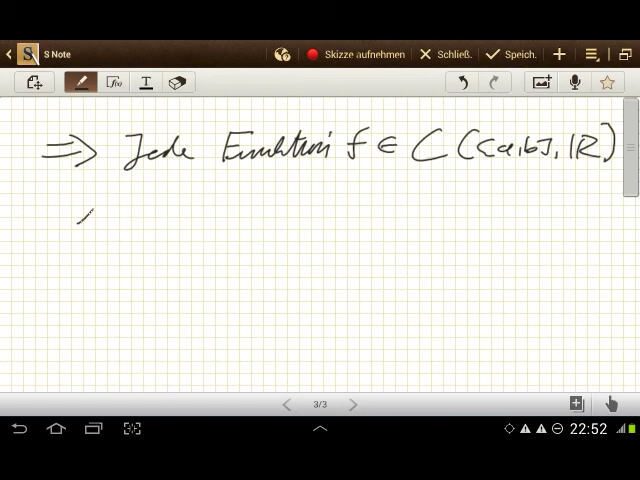 S Note
Skizze aufnehmen
Schließ.
Speich.
f(x)
T
⇒ Jede Funktion f ∈ C([a,b], ℝ)
3/3
22:52